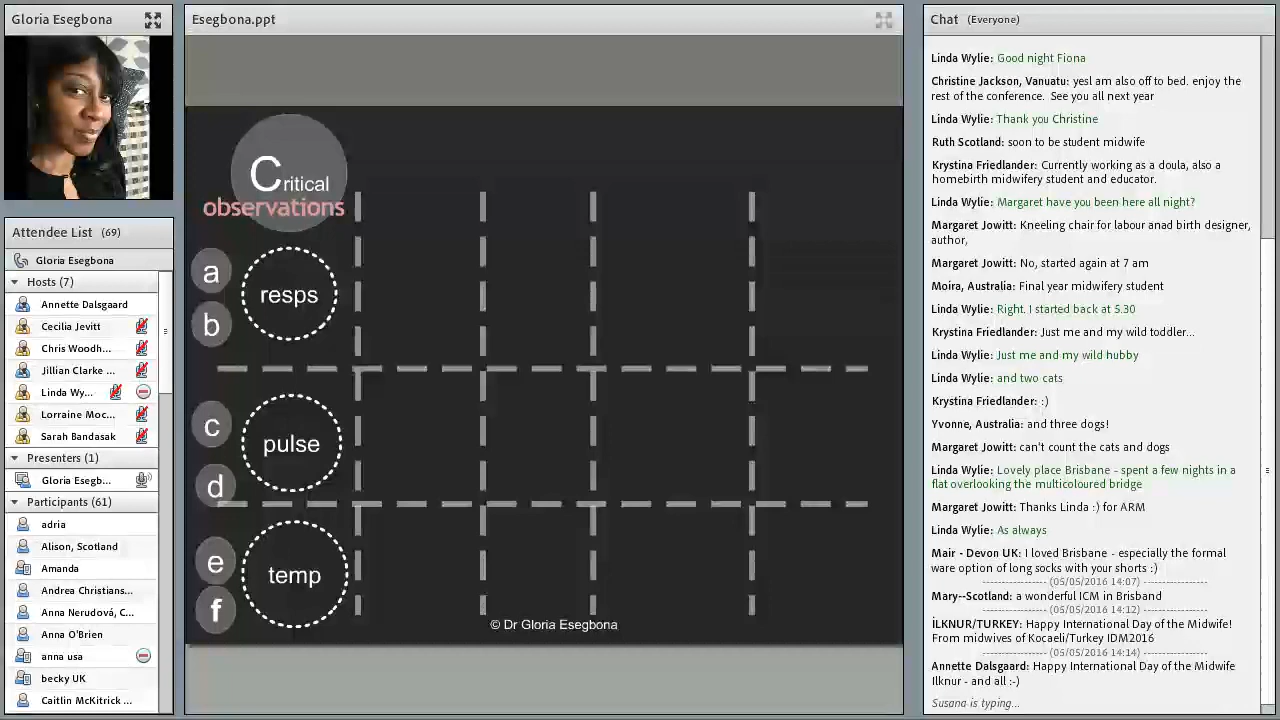 Gloria Esegbona
Attendee List (69)
Gloria Esegbona
Hosts (7)
Annette Dalsgaard
Cecilia Jevitt
Chris Woodh...
Jillian Clarke ...
Linda Wy...
Lorraine Moc...
Sarah Bandasak
Presenters (1)
Gloria Esegb...
Participants (61)
adria
Alison, Scotland
Amanda
Andrea Christians...
Anna Nerudová, C...
Anna O'Brien
anna usa
becky UK
Caitlin McKitrick ...
Esegbona.ppt
Critical
observations
a
resps
b
c
pulse
d
e
temp
f
© Dr Gloria Esegbona
Chat (Everyone)
Linda Wylie: Good night Fiona
Christine Jackson, Vanuatu: yesI am also off to bed. enjoy the
rest of the conference. See you all next year
Linda Wylie: Thank you Christine
Ruth Scotland: soon to be student midwife
Krystina Friedlander: Currently working as a doula, also a
homebirth midwifery student and educator.
Linda Wylie: Margaret have you been here all night?
Margaret Jowitt: Kneeling chair for labour anad birth designer,
author,
Margaret Jowitt: No, started again at 7 am
Moira, Australia: Final year midwifery student
Linda Wylie: Right. I started back at 5.30
Krystina Friedlander: Just me and my wild toddler...
Linda Wylie: Just me and my wild hubby
Linda Wylie: and two cats
Krystina Friedlander: :)
Yvonne, Australia: and three dogs!
Margaret Jowitt: can't count the cats and dogs
Linda Wylie: Lovely place Brisbane - spent a few nights in a
flat overlooking the multicoloured bridge
Margaret Jowitt: Thanks Linda :) for ARM
Linda Wylie: As always
Mair - Devon UK: I loved Brisbane - especially the formal
ware option of long socks with your shorts :)
------------------ (05/05/2016 14:07) ------------------
Mary--Scotland: a wonderful ICM in Brisband
------------------ (05/05/2016 14:12) ------------------
İLKNUR/TURKEY: Happy International Day of the Midwife!
From midwives of Kocaeli/Turkey IDM2016
------------------ (05/05/2016 14:14) ------------------
Annette Dalsgaard: Happy International Day of the Midwife
Ilknur - and all :-)
Susana is typing...